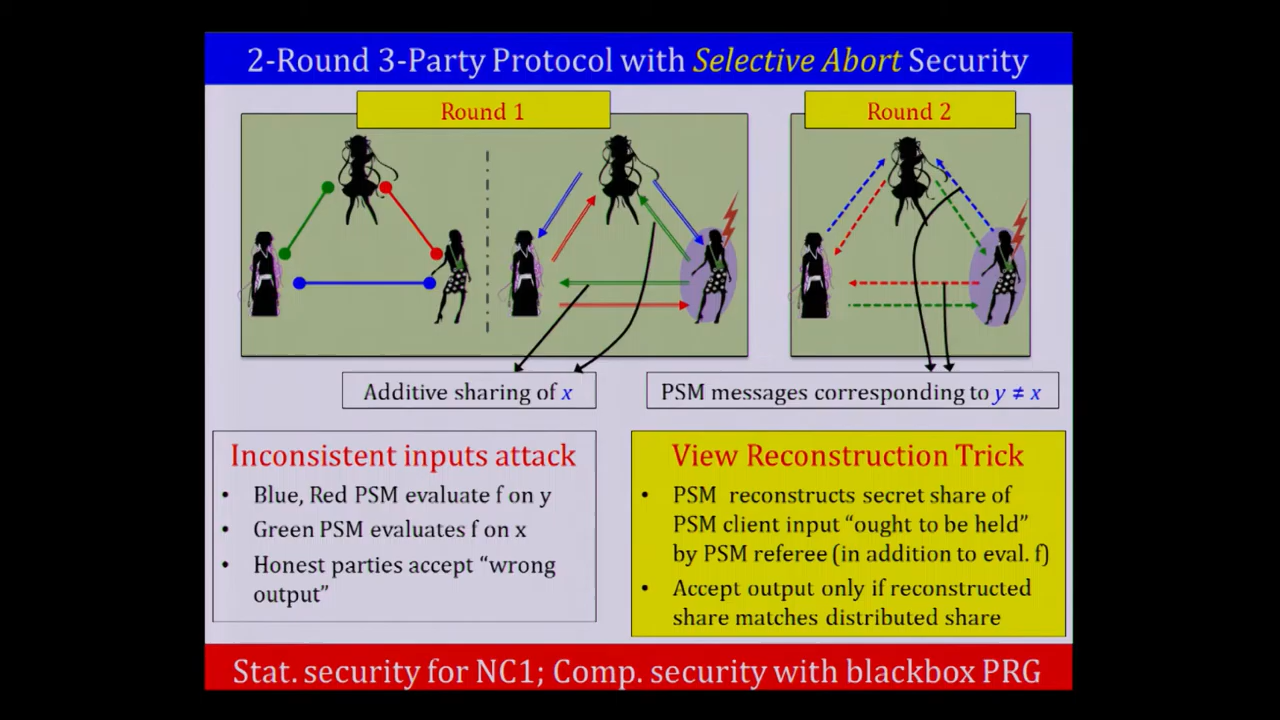 2-Round 3-Party Protocol with Selective Abort Security
Round 1
Round 2
Additive sharing of x
PSM messages corresponding to y ≠ x
Inconsistent inputs attack
• Blue, Red PSM evaluate f on y
• Green PSM evaluates f on x
• Honest parties accept “wrong
output”
View Reconstruction Trick
• PSM reconstructs secret share of
PSM client input “ought to be held”
by PSM referee (in addition to eval. f)
• Accept output only if reconstructed
share matches distributed share
Stat. security for NC1; Comp. security with blackbox PRG